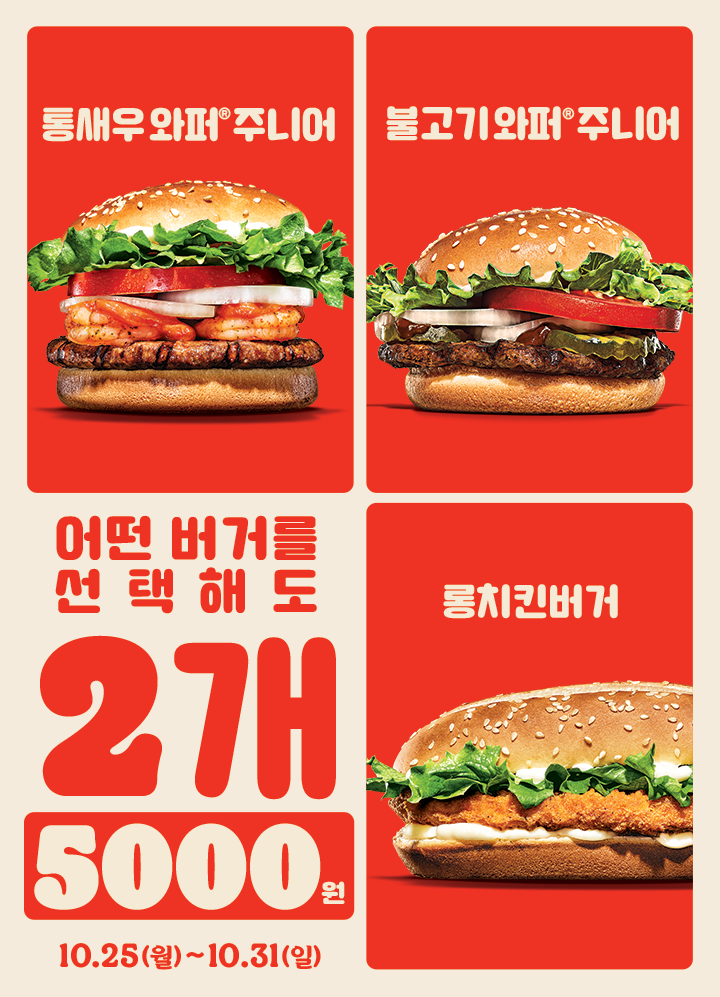 통새우 와퍼® 주니어
불고기 와퍼® 주니어
어떤 버거를
선택해도
2개
5000원
10.25(월)~10.31(일)
롱치킨버거